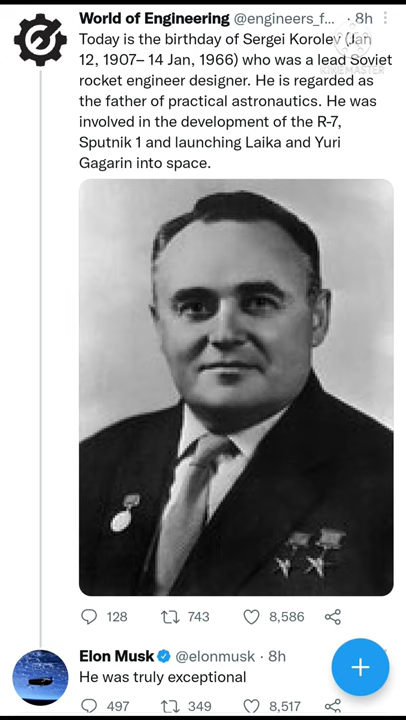 World of Engineering @engineers_f... · 8h
Today is the birthday of Sergei Korolev (Jan
12, 1907– 14 Jan, 1966) who was a lead Soviet
rocket engineer designer. He is regarded as
the father of practical astronautics. He was
involved in the development of the R-7,
Sputnik 1 and launching Laika and Yuri
Gagarin into space.
128 743 8,586
Elon Musk @elonmusk · 8h
He was truly exceptional
497 349 8,517
KINEMASTER